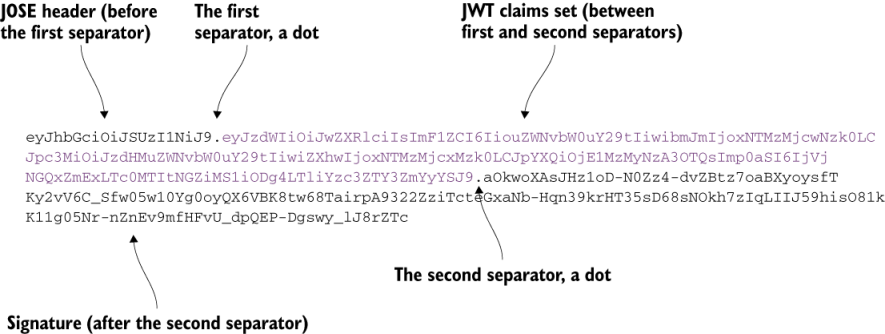 JOSE header (before
the first separator)
The first
separator, a dot
JWT claims set (between
first and second separators)
eyJhbGciOiJSUzI1NiJ9.eyJzdWIiOiJwZXRlciIsImF1ZCI6IiouZWNvbW0uY29tIiwibmJmIjoxNTMzMjcwNzk0LC
Jpc3MiOiJzdHMuZWNvbW0uY29tIiwiZXhwIjoxNTMzMjcxMzk0LCJpYXQiOjE1MzMyNzA3OTQsImp0aSI6IjVj
NGQxZmExLTc0MTItNGZiMS1iODg4LTliYzc3ZTY3ZmYyYSJ9.aOkwoXAsJHz1oD-N0Zz4-dvZBtz7oaBXyoysfT
Ky2vV6C_Sfw05w10Yg0oyQX6VBK8tw68TairpA9322ZziTcteGxaNb-Hqn39krHT35sD68sNOkh7zIqLIIJ59hisO81k
K11g05Nr-nZnEv9mfHFvU_dpQEP-Dgswy_lJ8rZTc
The second separator, a dot
Signature (after the second separator)